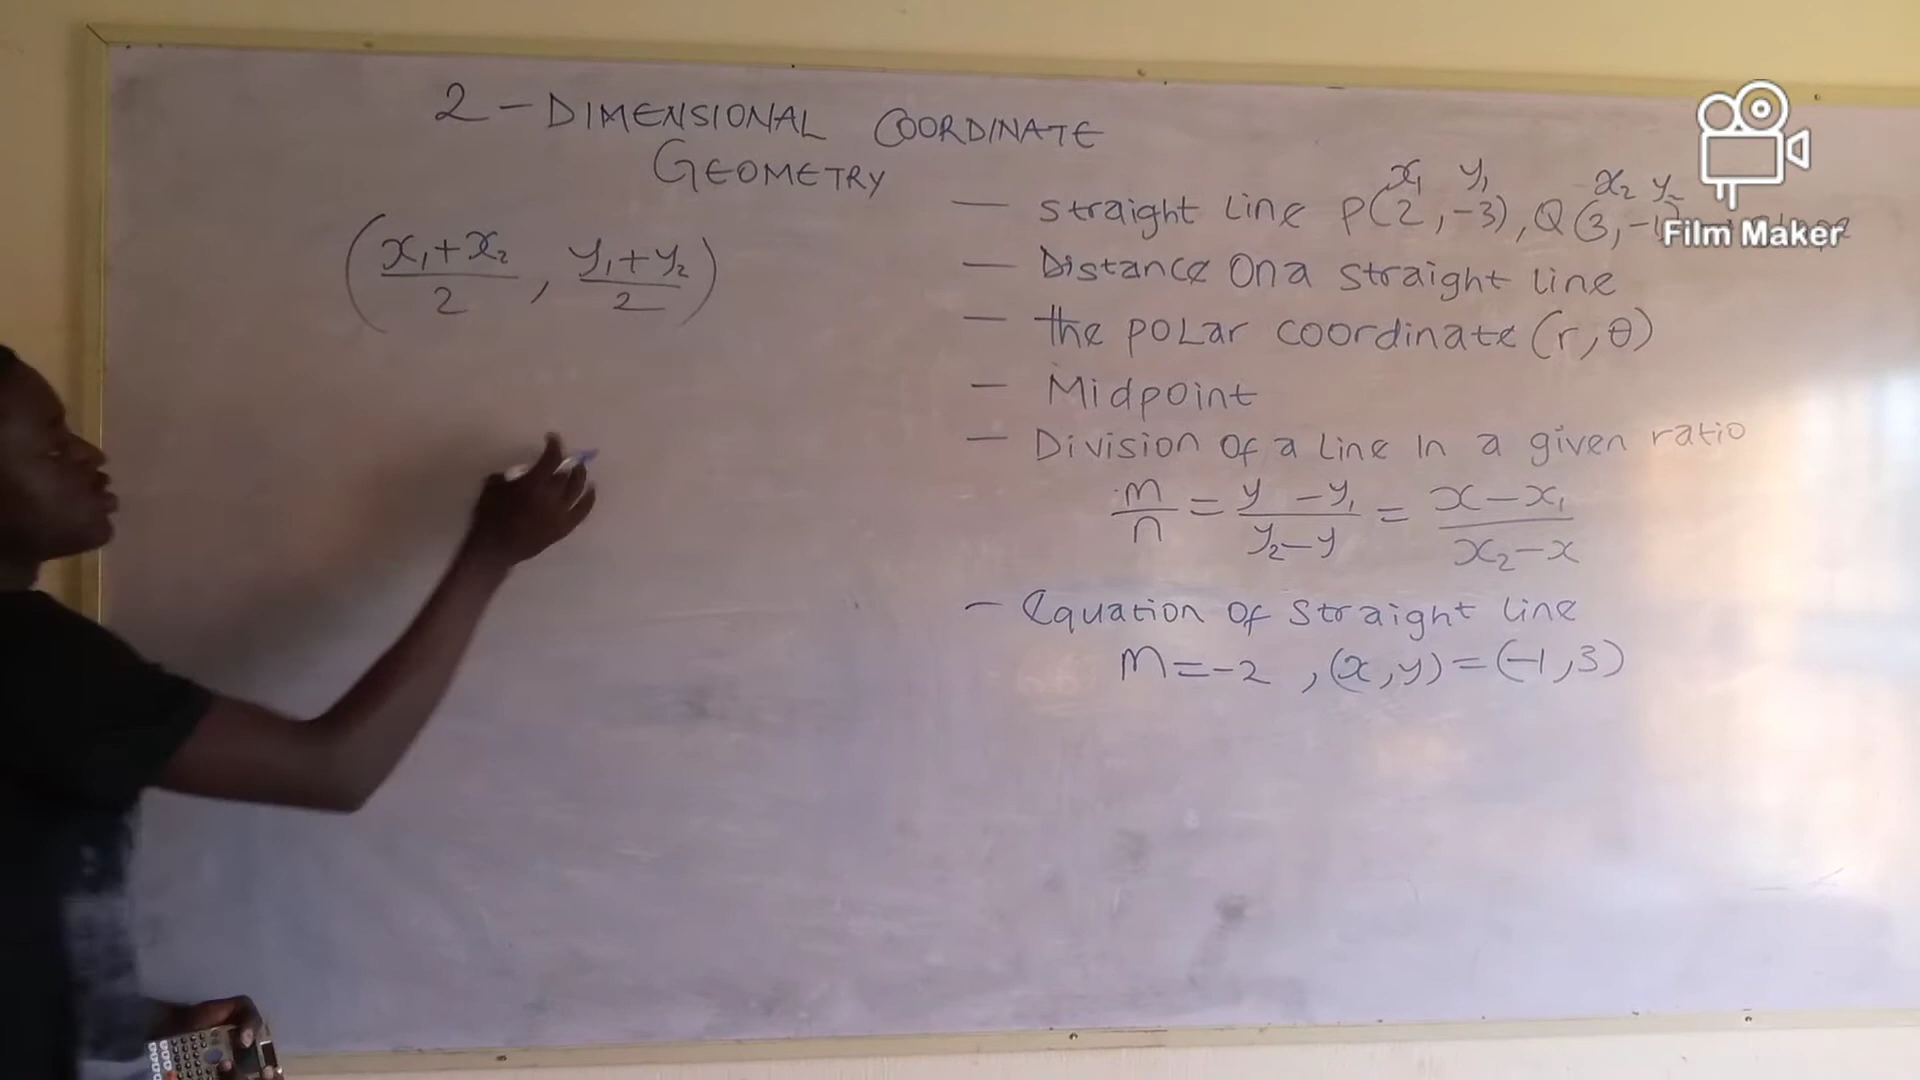 2 - DIMENSIONAL COORDINATE
GEOMETRY
(x₁+x₂/2, y₁+y₂/2)
x₁ y₁ x₂ y₂
— straight Line P(2,-3), Q(3,-1)
— Distance On a straight line
— the poLar coordinate (r,θ)
— Midpoint
— Division Of a Line In a given ratio
m/n = y-y₁/y₂-y = x-x₁/x₂-x
— Equation Of Straight line
M=-2, (x,y)=(-1,3)
Film Maker